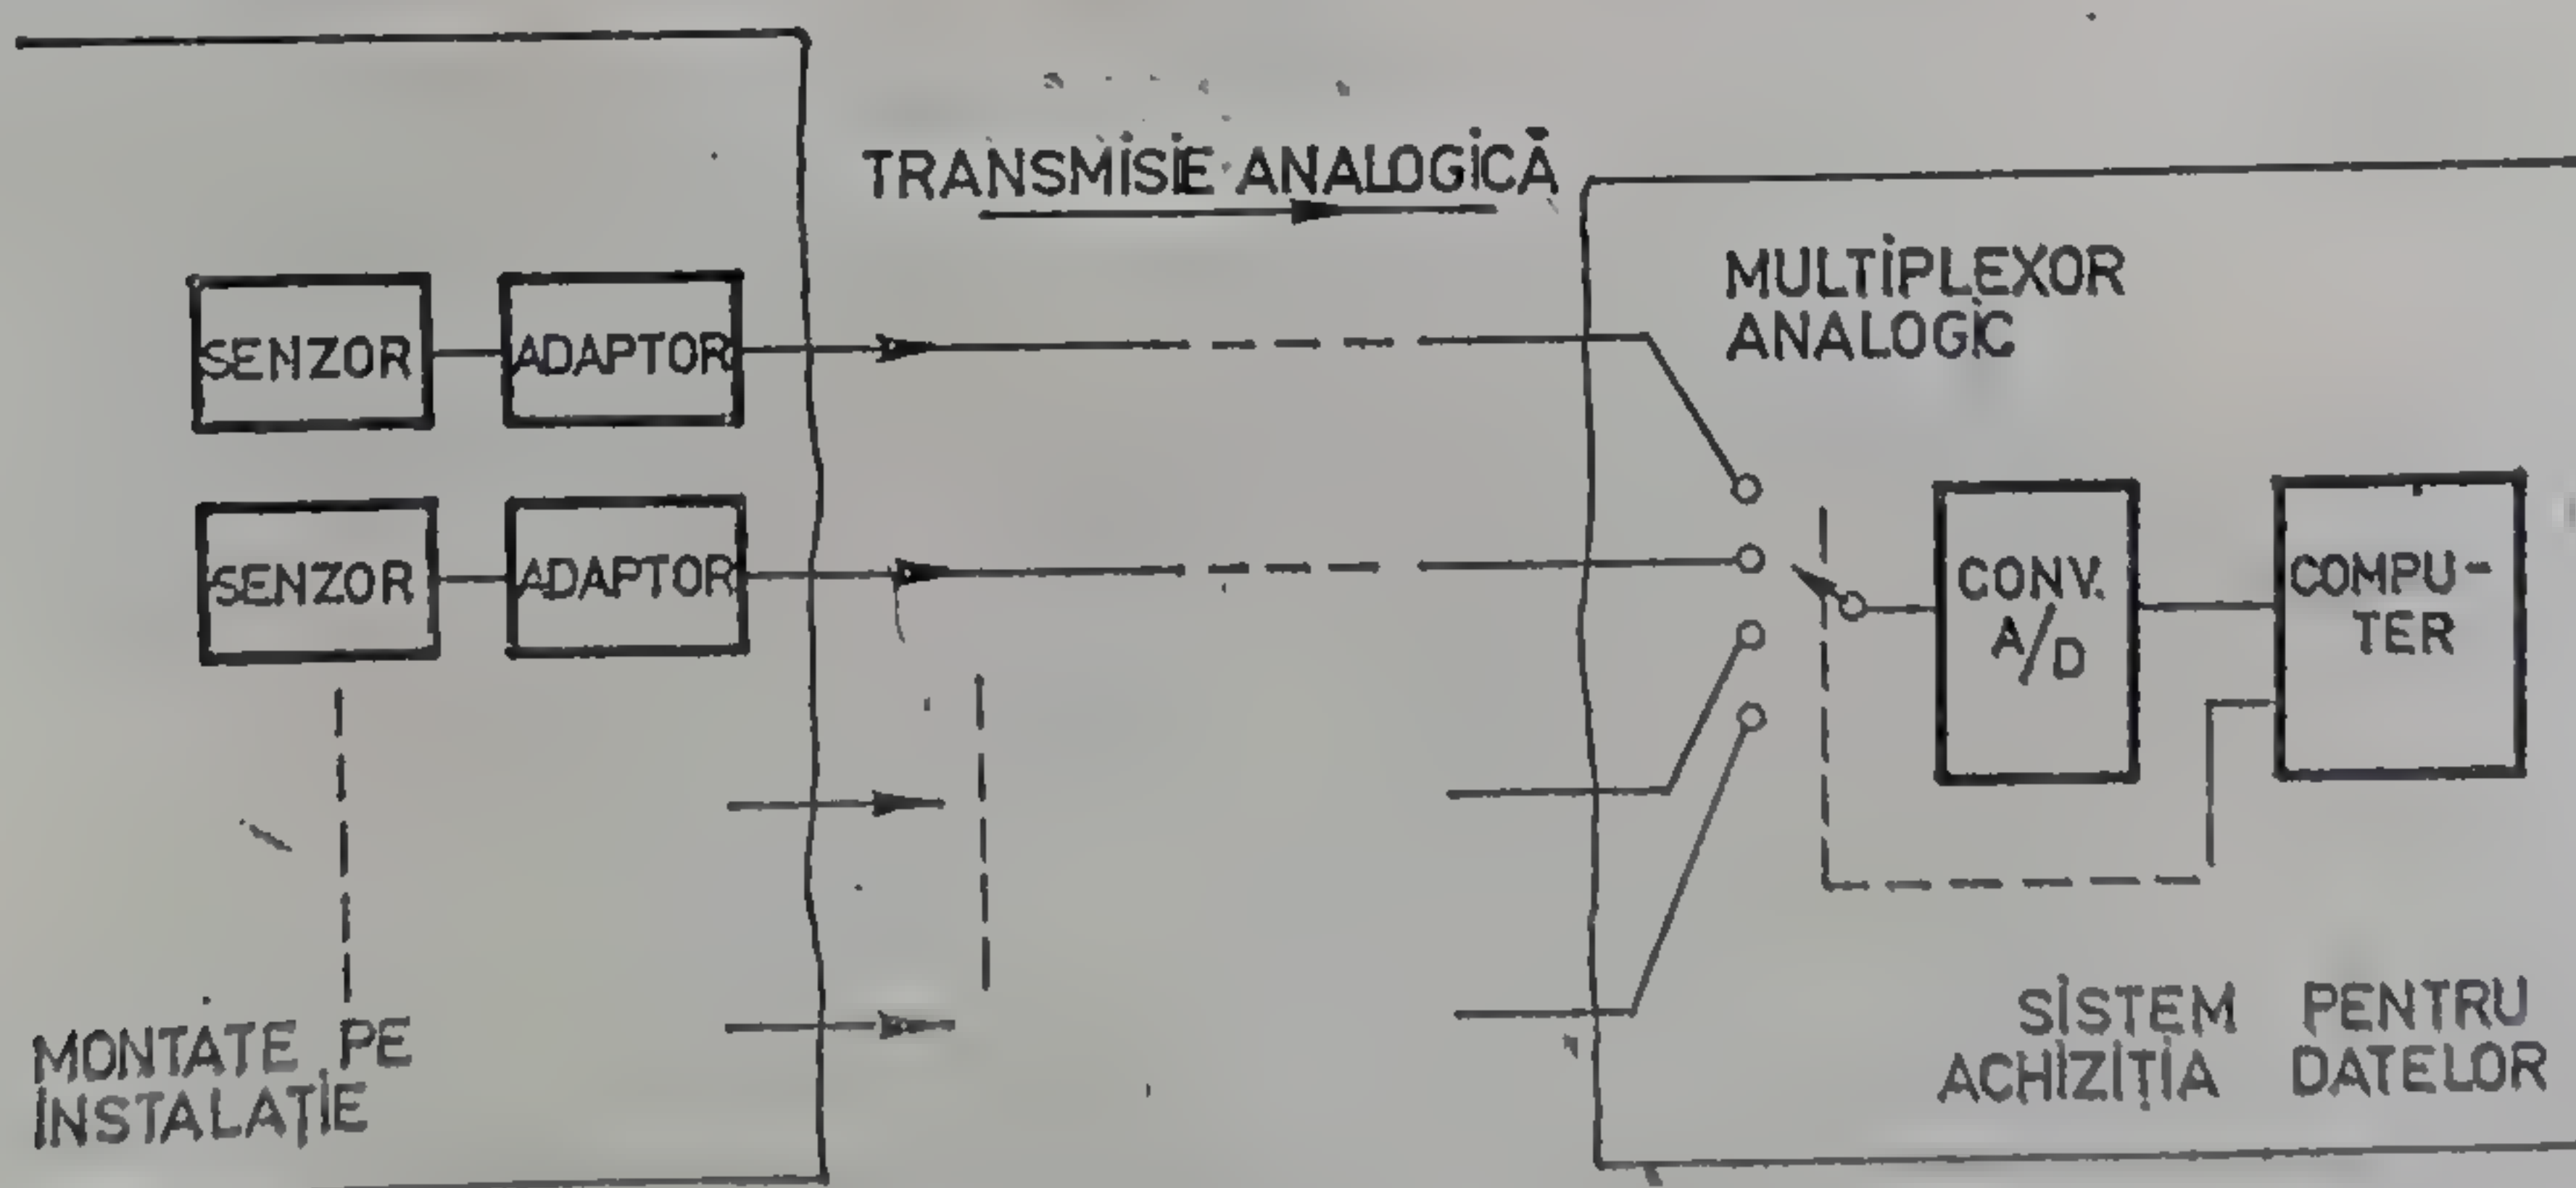 TRANSMISIE ANALOGICĂ
MULTIPLEXOR
ANALOGIC
SENZOR
ADAPTOR
SENZOR
ADAPTOR
CONV.
A/D
COMPU-
TER
MONTATE PE
INSTALAȚIE
SISTEM PENTRU
ACHIZIȚIA DATELOR